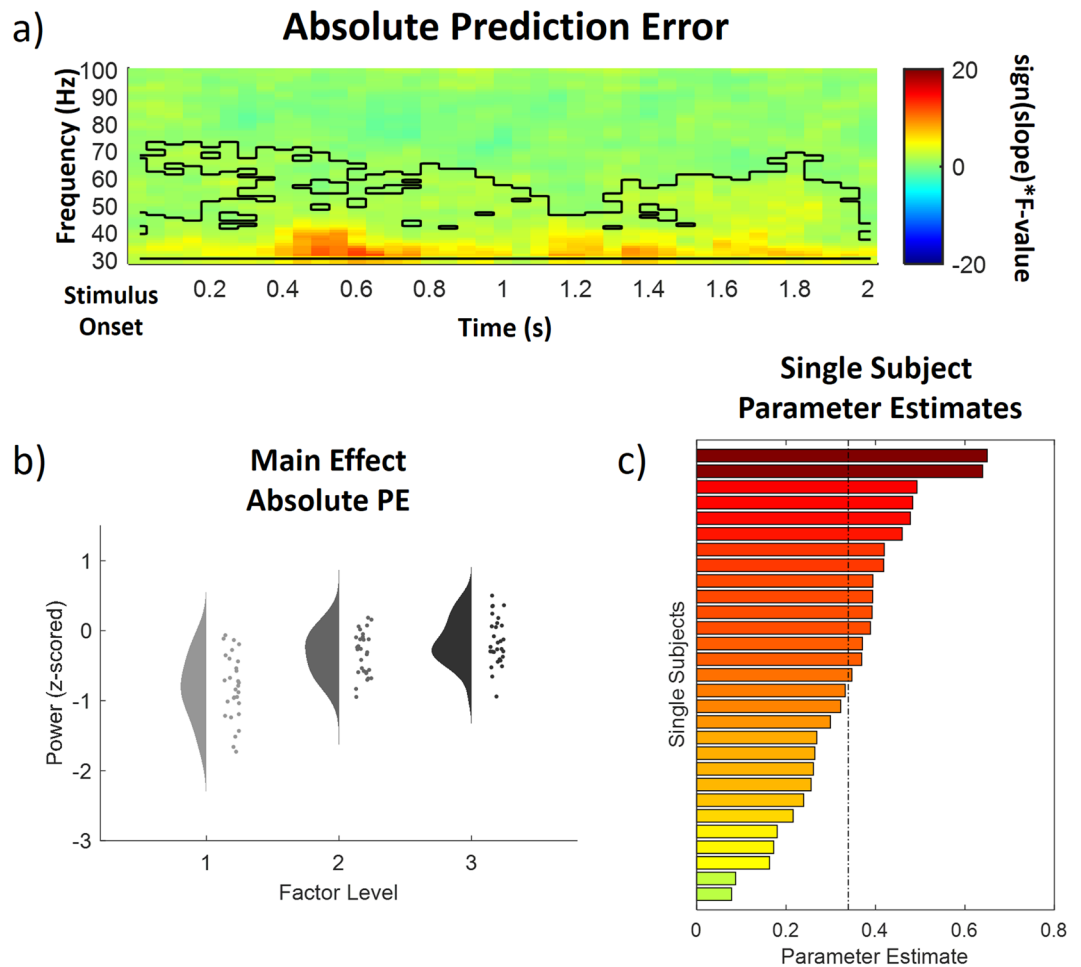 a)
Absolute Prediction Error
Frequency (Hz)
100
90
80
70
60
50
40
30
Stimulus
Onset
0.2
0.4
0.6
0.8
1
1.2
1.4
1.6
1.8
2
Time (s)
20
0
-20
sign(slope)*F-value
b)
Main Effect
Absolute PE
Power (z-scored)
1
0
-1
-2
-3
1
2
3
Factor Level
c)
Single Subject
Parameter Estimates
Single Subjects
0
0.2
0.4
0.6
0.8
Parameter Estimate